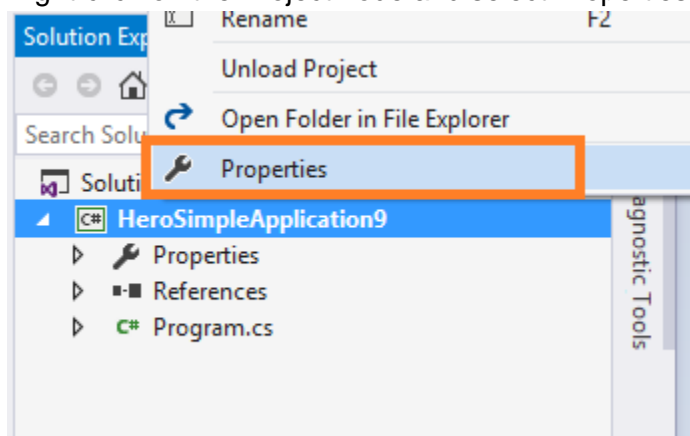 Rename F2
Solution Exp
Unload Project
Open Folder in File Explorer
Search Solu
Properties
Soluti
C# HeroSimpleApplication9
Properties
References
C# Program.cs
agnostic Tools